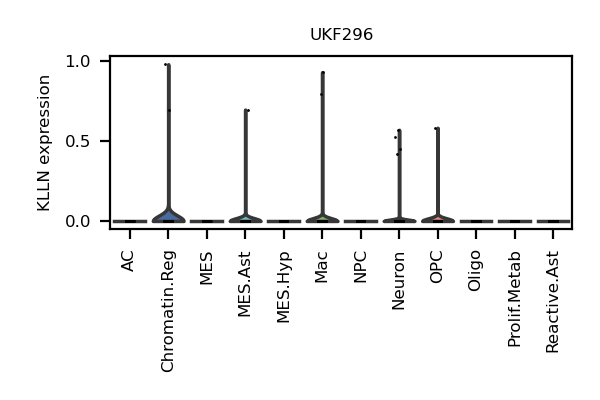 UKF296
KLLN expression
1.0
0.5
0.0
AC
Chromatin.Reg
MES
MES.Ast
MES.Hyp
Mac
NPC
Neuron
OPC
Oligo
Prolif.Metab
Reactive.Ast